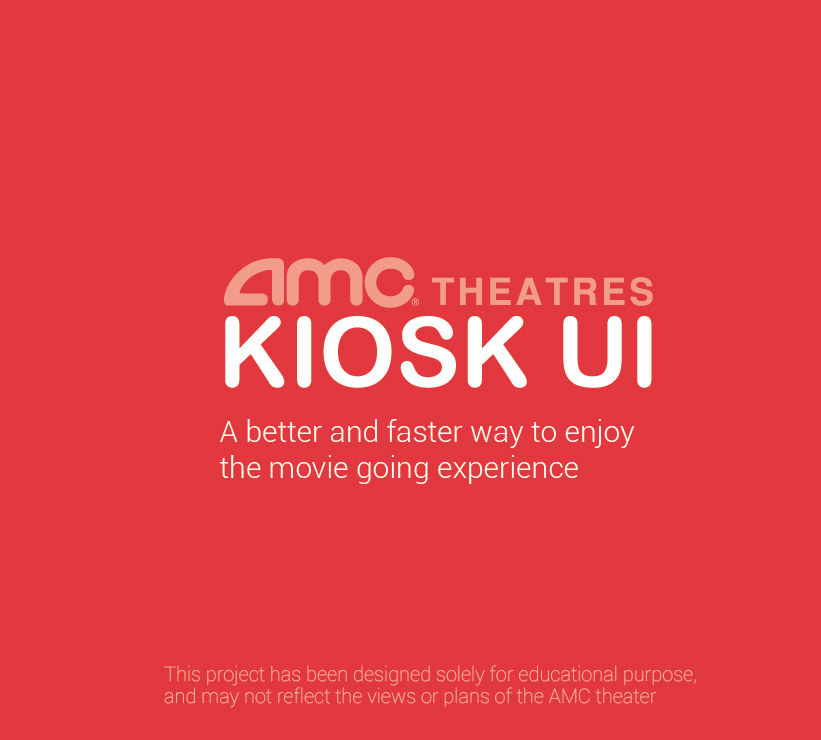 amc® THEATRES
KIOSK UI
A better and faster way to enjoy
the movie going experience
This project has been designed solely for educational purpose,
and may not reflect the views or plans of the AMC theater